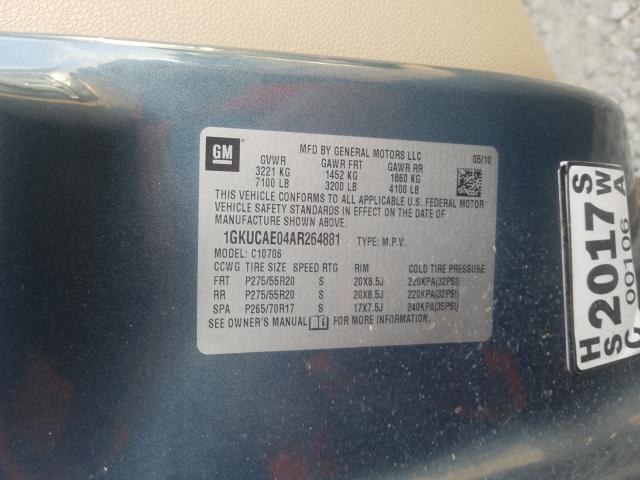 GM
MFD BY GENERAL MOTORS LLC
05/10
GVWR GAWR FRT GAWR RR
3221 KG 1452 KG 1860 KG
7100 LB 3200 LB 4100 LB
THIS VEHICLE CONFORMS TO ALL APPLICABLE U.S. FEDERAL MOTOR
VEHICLE SAFETY STANDARDS IN EFFECT ON THE DATE OF
MANUFACTURE SHOWN ABOVE.
1GKUCAE04AR264881 TYPE: M.P.V.
MODEL: C10706
CCWG TIRE SIZE SPEED RTG RIM COLD TIRE PRESSURE
FRT P275/55R20 S 20X8.5J 220KPA(32PSI)
RR P275/55R20 S 20X8.5J 220KPA(32PSI)
SPA P265/70R17 S 17X7.5J 240KPA(35PSI)
SEE OWNER'S MANUAL FOR MORE INFORMATION.
H 2017 S
S 00106 W
A